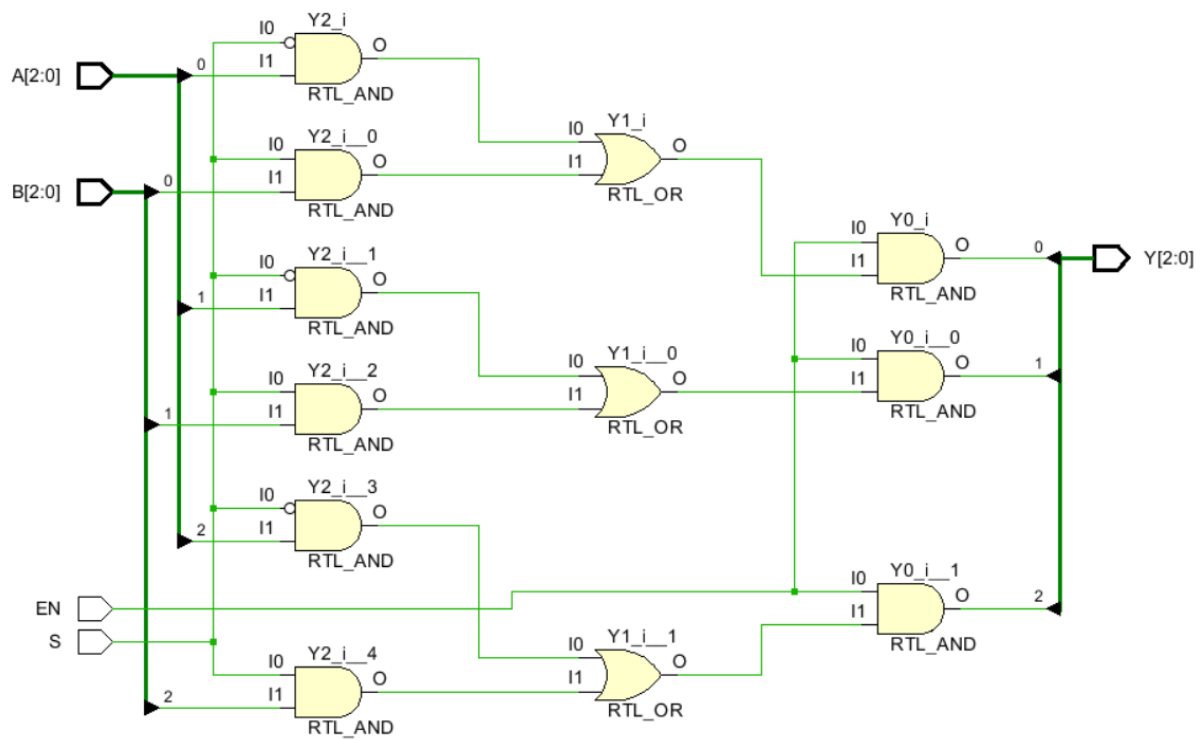 Y2_i
I0
O
I1
A[2:0]
0
RTL_AND
Y2_i__0
I0
O
I1
B[2:0]
0
RTL_AND
Y1_i
I0
O
I1
RTL_OR
Y2_i__1
I0
O
I1
1
RTL_AND
Y0_i
I0
O
I1
0
Y[2:0]
RTL_AND
Y2_i__2
I0
O
I1
1
RTL_AND
Y1_i__0
I0
O
I1
RTL_OR
Y0_i__0
I0
O
I1
1
RTL_AND
Y2_i__3
I0
O
I1
2
RTL_AND
EN
S
Y2_i__4
I0
O
I1
2
RTL_AND
Y1_i__1
I0
O
I1
RTL_OR
Y0_i__1
I0
O
I1
2
RTL_AND